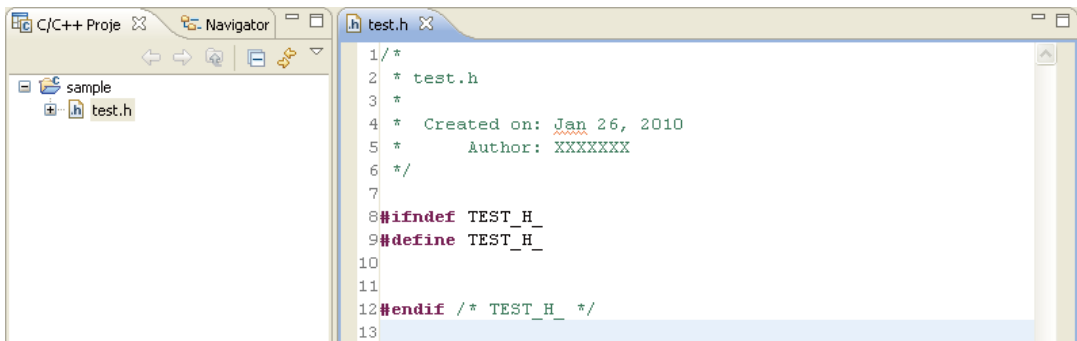 C/C++ Proje
Navigator
sample
test.h
test.h
1/*
2 * test.h
3 *
4 *  Created on: Jan 26, 2010
5 *      Author: XXXXXXX
6 */
7
8#ifndef TEST_H_
9#define TEST_H_
10
11
12#endif /* TEST_H_ */
13